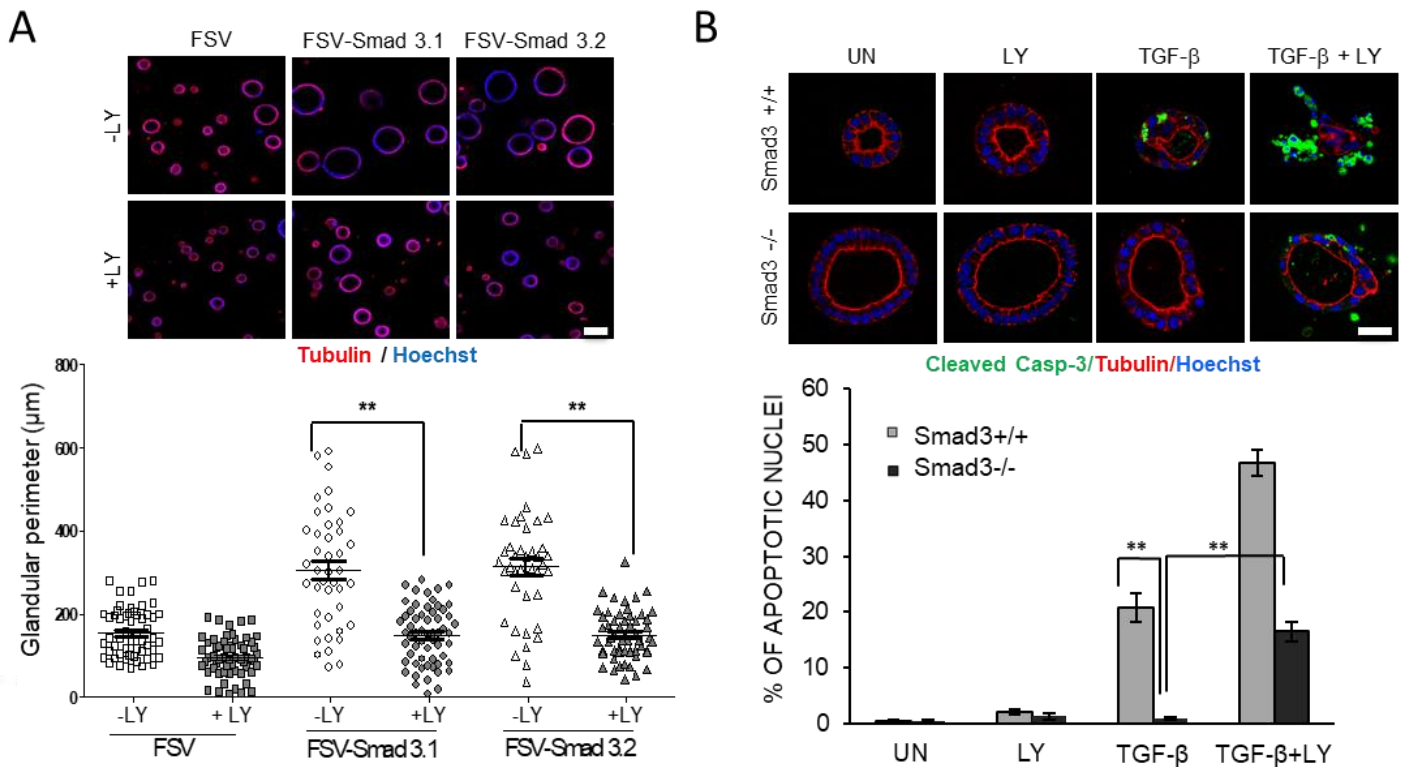 A
FSV FSV-Smad 3.1 FSV-Smad 3.2
-LY
+LY
Tubulin / Hoechst
Glandular perimeter (µm)
800
600
400
200
0
** **
-LY + LY -LY +LY -LY +LY
FSV FSV-Smad 3.1 FSV-Smad 3.2
B
UN LY TGF-β TGF-β + LY
Smad3 +/+
Smad3 -/-
Cleaved Casp-3/Tubulin/Hoechst
% OF APOPTOTIC NUCLEI
60
50
40
30
20
10
0
Smad3+/+
Smad3-/-
** **
UN LY TGF-β TGF-β+LY